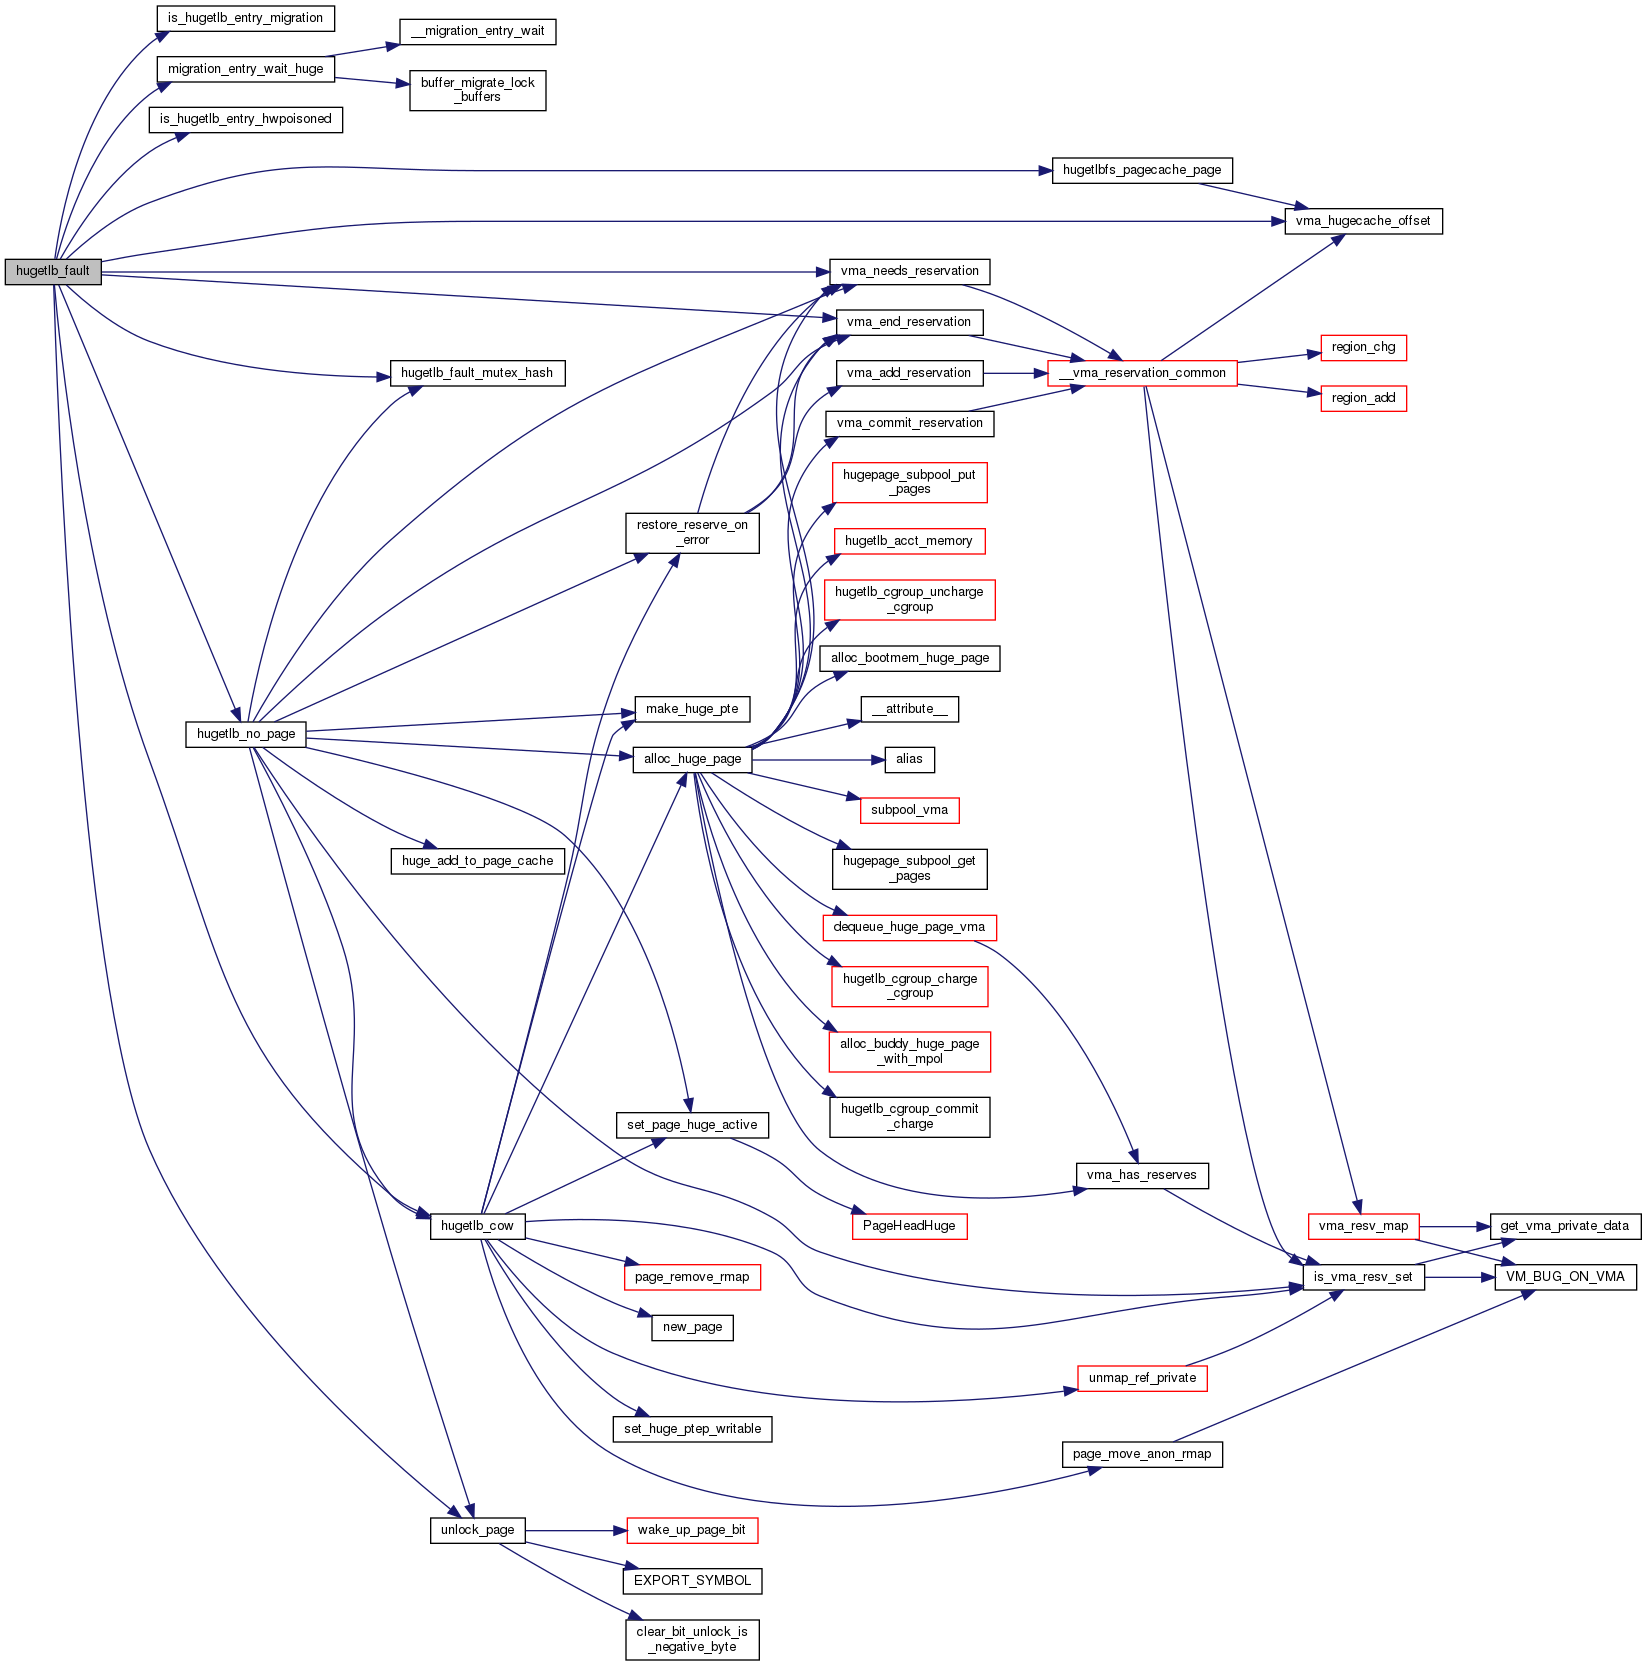 is_hugetlb_entry_migration
__migration_entry_wait
migration_entry_wait_huge
buffer_migrate_lock
_buffers
is_hugetlb_entry_hwpoisoned
hugetlbfs_pagecache_page
vma_hugecache_offset
hugetlb_fault
vma_needs_reservation
vma_end_reservation
region_chg
hugetlb_fault_mutex_hash
vma_add_reservation
__vma_reservation_common
region_add
vma_commit_reservation
hugepage_subpool_put
_pages
restore_reserve_on
_error
hugetlb_acct_memory
hugetlb_cgroup_uncharge
_cgroup
alloc_bootmem_huge_page
make_huge_pte
__attribute__
hugetlb_no_page
alloc_huge_page
alias
subpool_vma
huge_add_to_page_cache
hugepage_subpool_get
_pages
dequeue_huge_page_vma
hugetlb_cgroup_charge
_cgroup
alloc_buddy_huge_page
_with_mpol
hugetlb_cgroup_commit
_charge
set_page_huge_active
vma_has_reserves
hugetlb_cow
PageHeadHuge
vma_resv_map
get_vma_private_data
page_remove_rmap
is_vma_resv_set
VM_BUG_ON_VMA
new_page
unmap_ref_private
set_huge_ptep_writable
page_move_anon_rmap
unlock_page
wake_up_page_bit
EXPORT_SYMBOL
clear_bit_unlock_is
_negative_byte